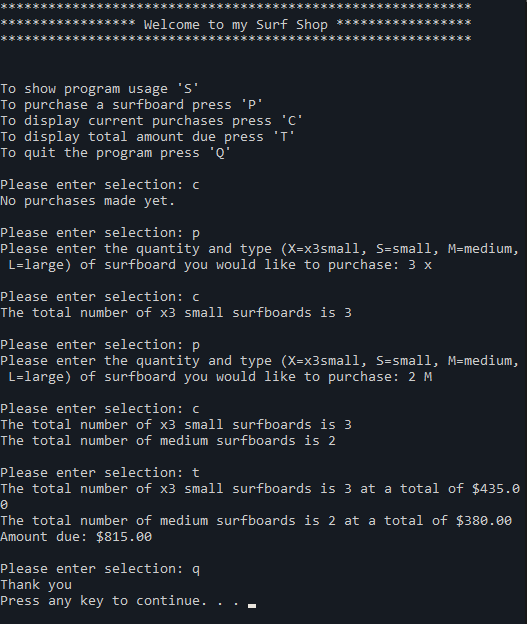 ***********************************************************
***************** Welcome to my Surf Shop *****************
***********************************************************
To show program usage 'S'
To purchase a surfboard press 'P'
To display current purchases press 'C'
To display total amount due press 'T'
To quit the program press 'Q'
Please enter selection: c
No purchases made yet.
Please enter selection: p
Please enter the quantity and type (X=x3small, S=small, M=medium,
L=large) of surfboard you would like to purchase: 3 x
Please enter selection: c
The total number of x3 small surfboards is 3
Please enter selection: p
Please enter the quantity and type (X=x3small, S=small, M=medium,
L=large) of surfboard you would like to purchase: 2 M
Please enter selection: c
The total number of x3 small surfboards is 3
The total number of medium surfboards is 2
Please enter selection: t
The total number of x3 small surfboards is 3 at a total of $435.0
0
The total number of medium surfboards is 2 at a total of $380.00
Amount due: $815.00
Please enter selection: q
Thank you
Press any key to continue. . .